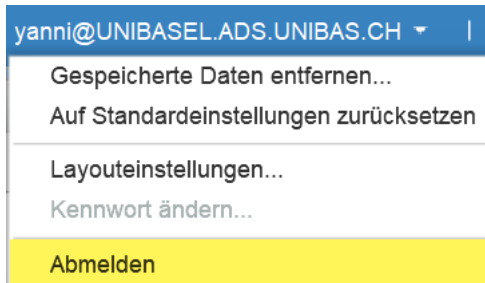 yanni@UNIBASEL.ADS.UNIBAS.CH
Gespeicherte Daten entfernen...
Auf Standardeinstellungen zurücksetzen
Layouteinstellungen...
Kennwort ändern...
Abmelden